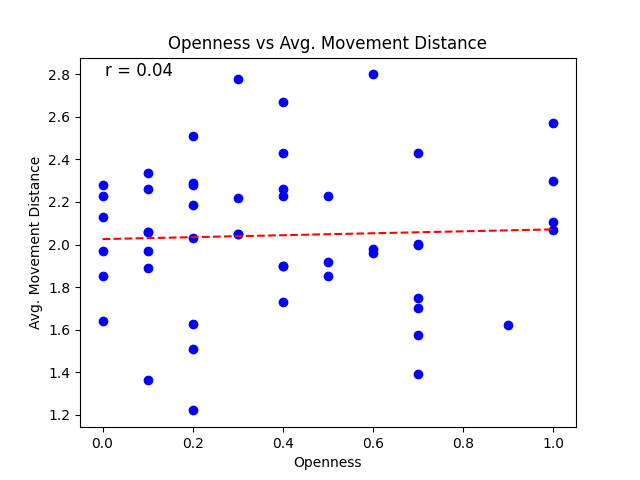 Openness vs Avg. Movement Distance
r = 0.04
2.8
2.6
2.4
2.2
2.0
1.8
1.6
1.4
1.2
Avg. Movement Distance
0.0 0.2 0.4 0.6 0.8 1.0
Openness